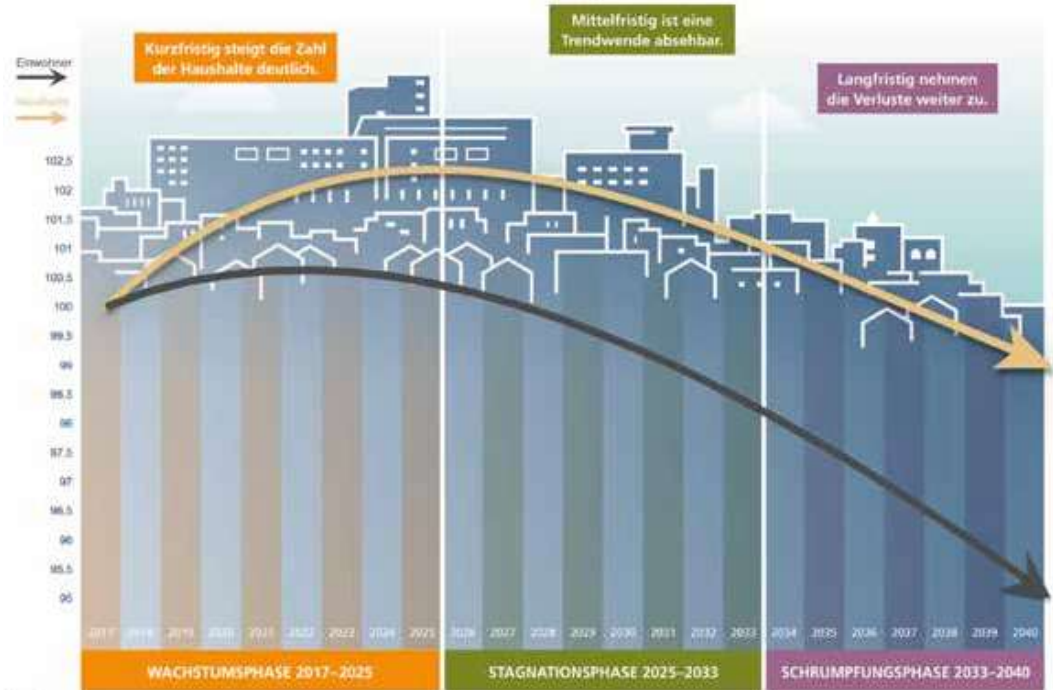 Kurzfristig steigt die Zahl
der Haushalte deutlich.
Mittelfristig ist eine
Trendwende absehbar.
Langfristig nehmen
die Verluste weiter zu.
Einwohner
102,5
102
101,5
101
100,5
100
99,5
99
98,5
98
97,5
97
96,5
96
95,5
95
2017 2018 2019 2020 2021 2022 2023 2024 2025 2026 2027 2028 2029 2030 2031 2032 2033 2034 2035 2036 2037 2038 2039 2040
WACHSTUMSPHASE 2017–2025
STAGNATIONSPHASE 2025–2033
SCHRUMPFUNGSPHASE 2033–2040